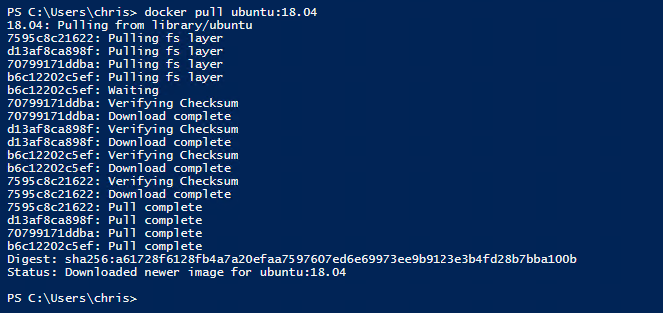 PS C:\Users\chris> docker pull ubuntu:18.04
18.04: Pulling from library/ubuntu
7595c8c21622: Pulling fs layer
d13af8ca898f: Pulling fs layer
70799171ddba: Pulling fs layer
b6c12202c5ef: Pulling fs layer
b6c12202c5ef: Waiting
70799171ddba: Verifying Checksum
70799171ddba: Download complete
d13af8ca898f: Verifying Checksum
d13af8ca898f: Download complete
b6c12202c5ef: Verifying Checksum
b6c12202c5ef: Download complete
7595c8c21622: Verifying Checksum
7595c8c21622: Download complete
7595c8c21622: Pull complete
d13af8ca898f: Pull complete
70799171ddba: Pull complete
b6c12202c5ef: Pull complete
Digest: sha256:a61728f6128fb4a7a20efaa7597607ed6e69973ee9b9123e3b4fd28b7bba100b
Status: Downloaded newer image for ubuntu:18.04
PS C:\Users\chris>